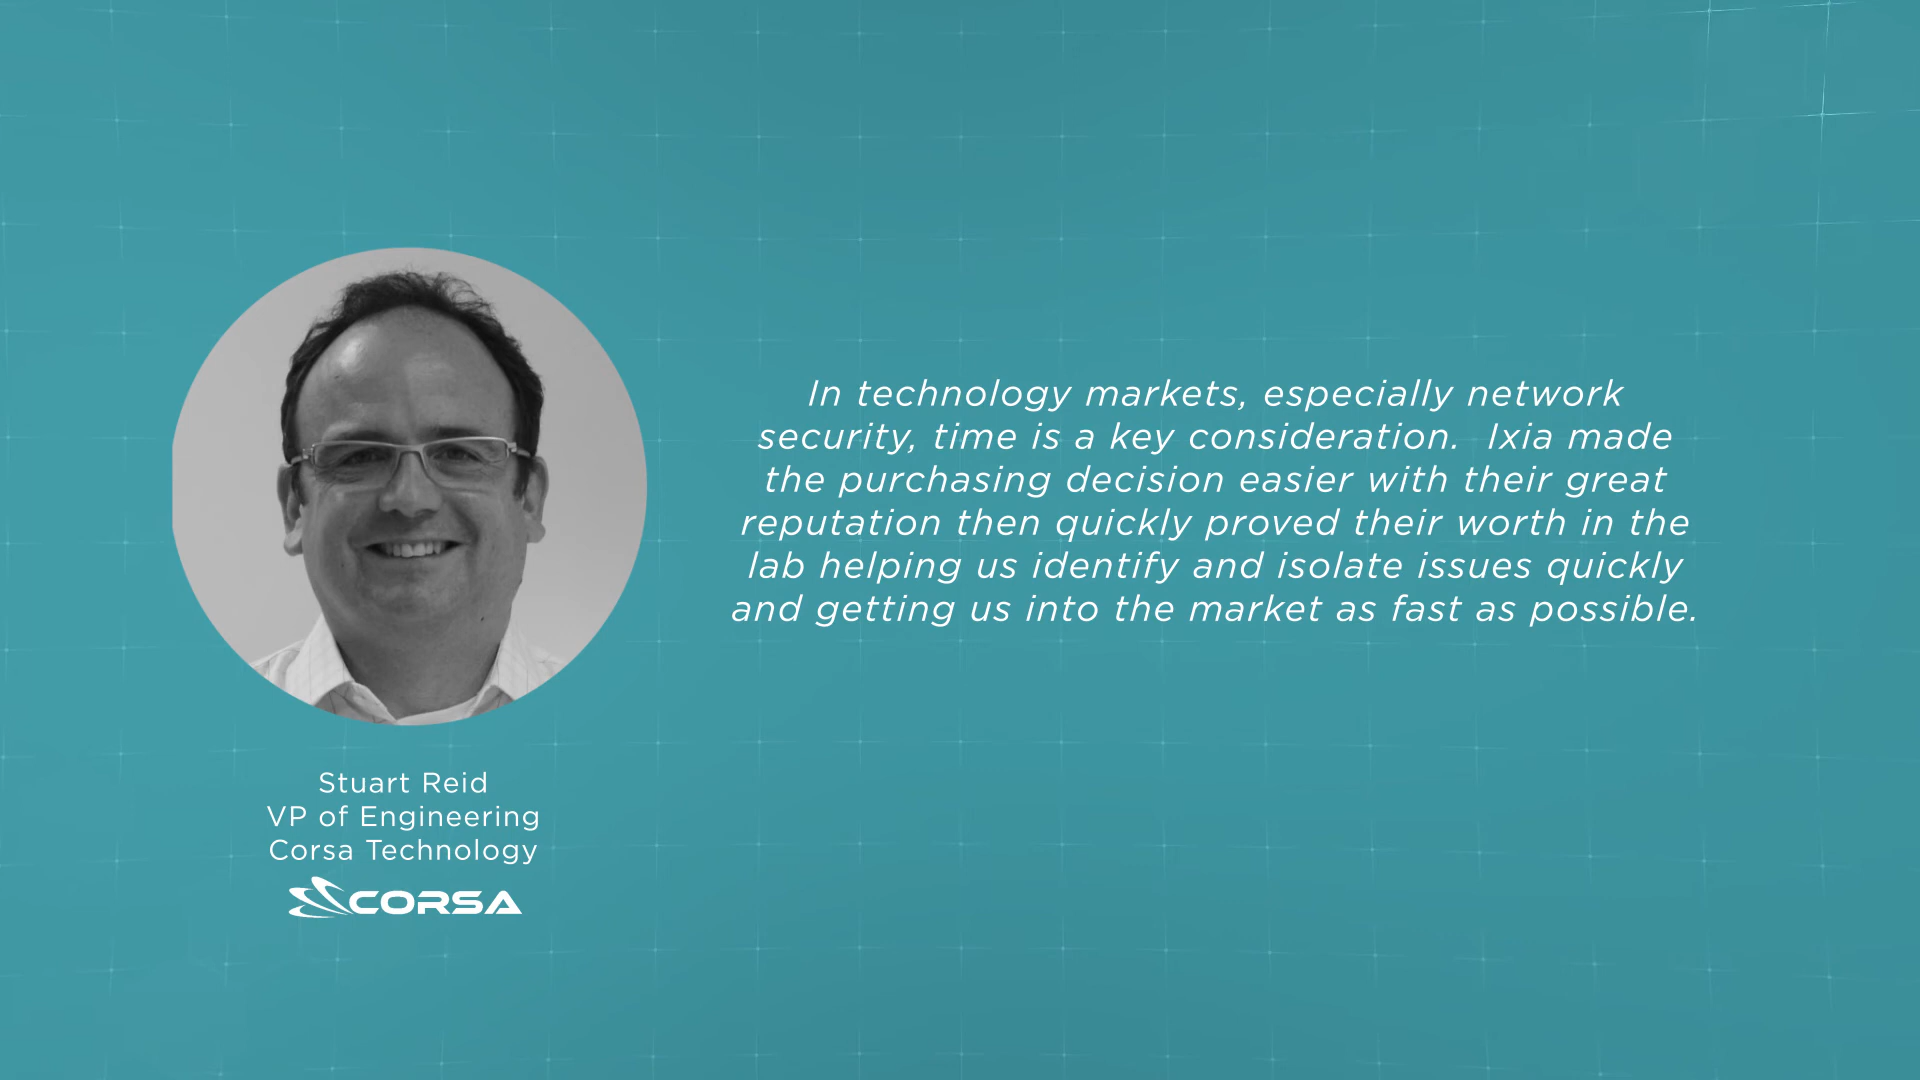 In technology markets, especially network
security, time is a key consideration.  Ixia made
the purchasing decision easier with their great
reputation then quickly proved their worth in the
lab helping us identify and isolate issues quickly
and getting us into the market as fast as possible.
Stuart Reid
VP of Engineering
Corsa Technology
CORSA